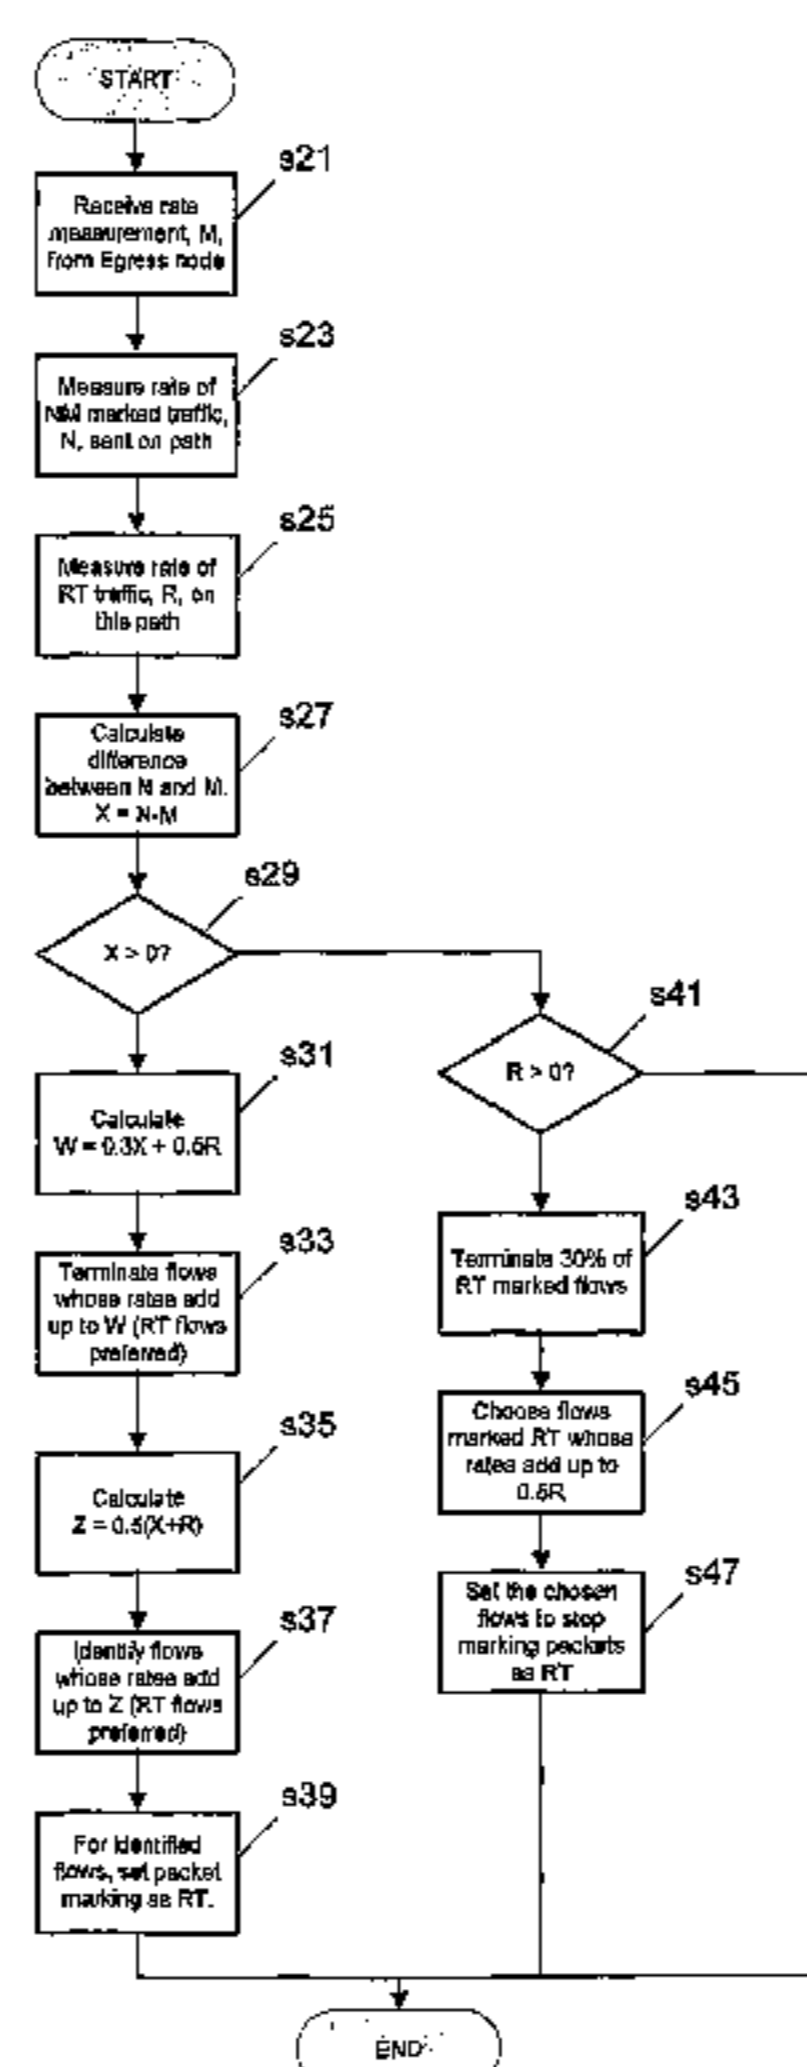 START
s21
Receive rate
measurement, M,
from Egress node
s23
Measure rate of
NM marked traffic,
N, sent on path
s25
Measure rate of
RT traffic, R, on
this path
s27
Calculate
difference
between N and M.
X = N-M
s29
X > 0?
s31
Calculate
W = 0.3X + 0.5R
s33
Terminate flows
whose rates add
up to W (RT flows
preferred)
s35
Calculate
Z = 0.5(X+R)
s37
Identify flows
whose rates add
up to Z (RT flows
preferred)
s39
For identified
flows, set packet
marking as RT.
s41
R > 0?
s43
Terminate 30% of
RT marked flows
s45
Choose flows
marked RT whose
rates add up to
0.5R
s47
Set the chosen
flows to stop
marking packets
as RT
END